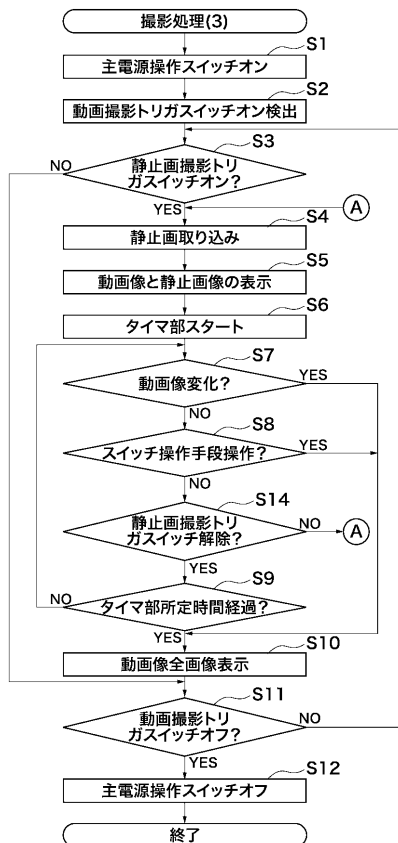 撮影処理(3)
S1
主電源操作スイッチオン
S2
動画撮影トリガスイッチオン検出
S3
静止画撮影トリ
ガスイッチオン?
NO
YES
A
S4
静止画取り込み
S5
動画像と静止画像の表示
S6
タイマ部スタート
S7
動画像変化?
YES
NO
S8
スイッチ操作手段操作?
YES
NO
S14
静止画撮影トリ
ガスイッチ解除?
NO
A
YES
S9
タイマ部所定時間経過?
NO
YES
S10
動画像全画像表示
S11
動画撮影トリ
ガスイッチオフ?
NO
YES
S12
主電源操作スイッチオフ
終了